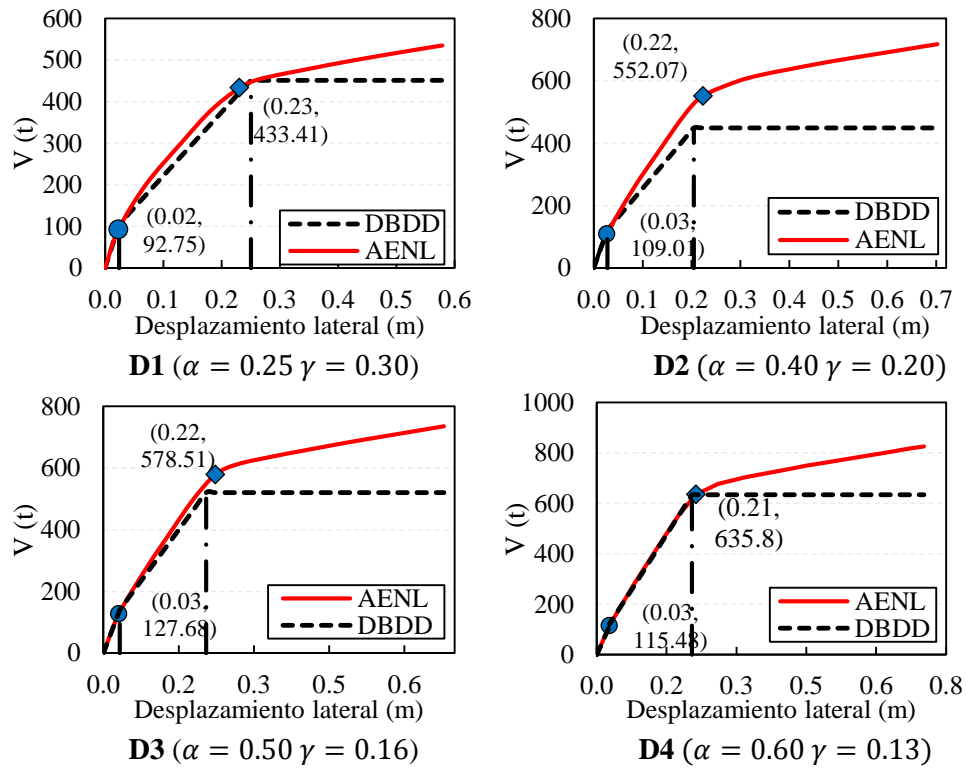 600
500
400
300
200
100
0
V (t)
(0.23,
433.41)
(0.02,
92.75)
DBDD
AENL
0.0 0.1 0.2 0.3 0.4 0.5 0.6
Desplazamiento lateral (m)
D1 (α = 0.25 γ = 0.30)
800
600
400
200
0
V (t)
(0.22,
552.07)
(0.03,
109.01)
DBDD
AENL
0.0 0.1 0.2 0.3 0.4 0.5 0.6 0.7
Desplazamiento lateral (m)
D2 (α = 0.40 γ = 0.20)
800
600
400
200
0
V (t)
(0.22,
578.51)
(0.03,
127.68)
AENL
DBDD
0.0 0.2 0.3 0.5 0.6
Desplazamiento lateral (m)
D3 (α = 0.50 γ = 0.16)
1000
800
600
400
200
0
V (t)
(0.21,
635.8)
(0.03,
115.48)
AENL
DBDD
0.0 0.2 0.3 0.5 0.6 0.8
Desplazamiento lateral (m)
D4 (α = 0.60 γ = 0.13)